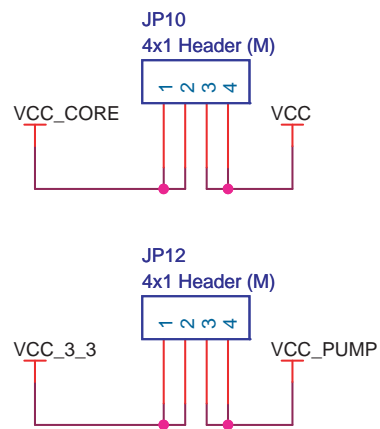 JP10
4x1 Header (M)
1 2 3 4
VCC_CORE
VCC
JP12
4x1 Header (M)
1 2 3 4
VCC_3_3
VCC_PUMP